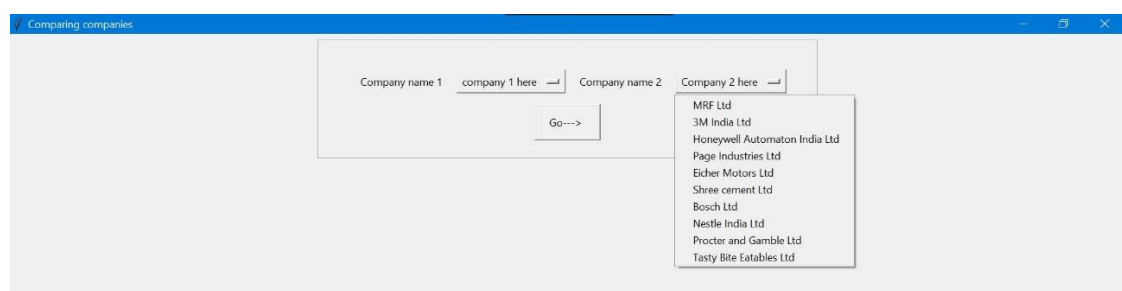 Comparing companies
Company name 1 company 1 here Company name 2 Company 2 here
Go--->
MRF Ltd
3M India Ltd
Honeywell Automaton India Ltd
Page Industries Ltd
Eicher Motors Ltd
Shree cement Ltd
Bosch Ltd
Nestle India Ltd
Procter and Gamble Ltd
Tasty Bite Eatables Ltd